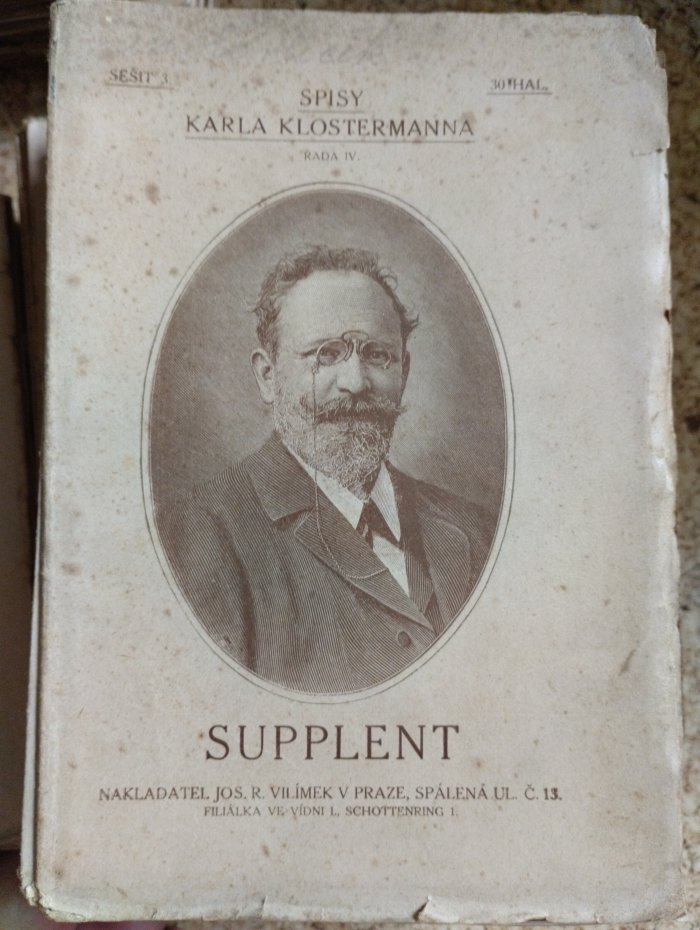 SEŠIT 3.
30 HAL.
SPISY
KARLA KLOSTERMANNA
ŘADA IV.
SUPPLENT
NAKLADATEL JOS. R. VILÍMEK V PRAZE, SPÁLENÁ UL. Č. 13.
FILIÁLKA VE VÍDNI I., SCHOTTENRING 1.